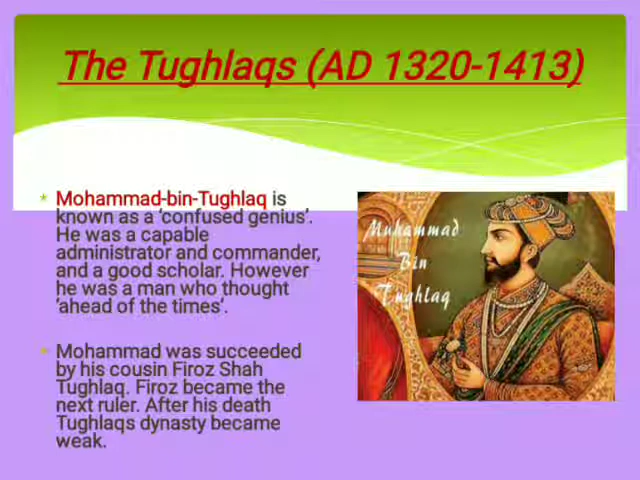 The Tughlaqs (AD 1320-1413)
* Mohammad-bin-Tughlaq is
known as a ‘confused genius’.
He was a capable
administrator and commander,
and a good scholar. However
he was a man who thought
‘ahead of the times’.
* Mohammad was succeeded
by his cousin Firoz Shah
Tughlaq. Firoz became the
next ruler. After his death
Tughlaqs dynasty became
weak.
Muhammad
Bin
Tughlaq